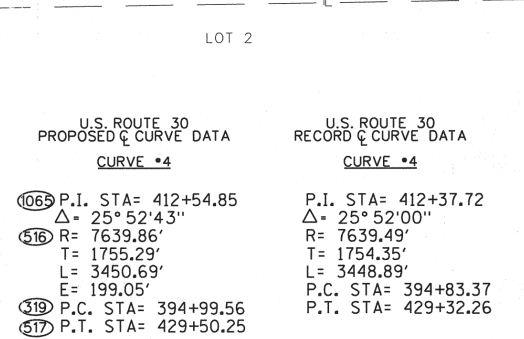 LOT 2
U.S. ROUTE 30
PROPOSED ℄ CURVE DATA
CURVE •4
1065 P.I. STA= 412+54.85
Δ= 25°52'43"
516 R= 7639.86'
T= 1755.29'
L= 3450.69'
E= 199.05'
319 P.C. STA= 394+99.56
517 P.T. STA= 429+50.25
U.S. ROUTE 30
RECORD ℄ CURVE DATA
CURVE •4
P.I. STA= 412+37.72
Δ= 25°52'00"
R= 7639.49'
T= 1754.35'
L= 3448.89'
P.C. STA= 394+83.37
P.T. STA= 429+32.26